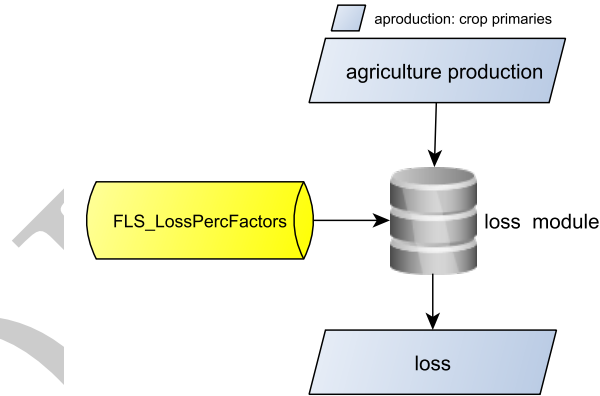 aproduction: crop primaries
agriculture production
FLS_LossPercFactors
loss module
loss